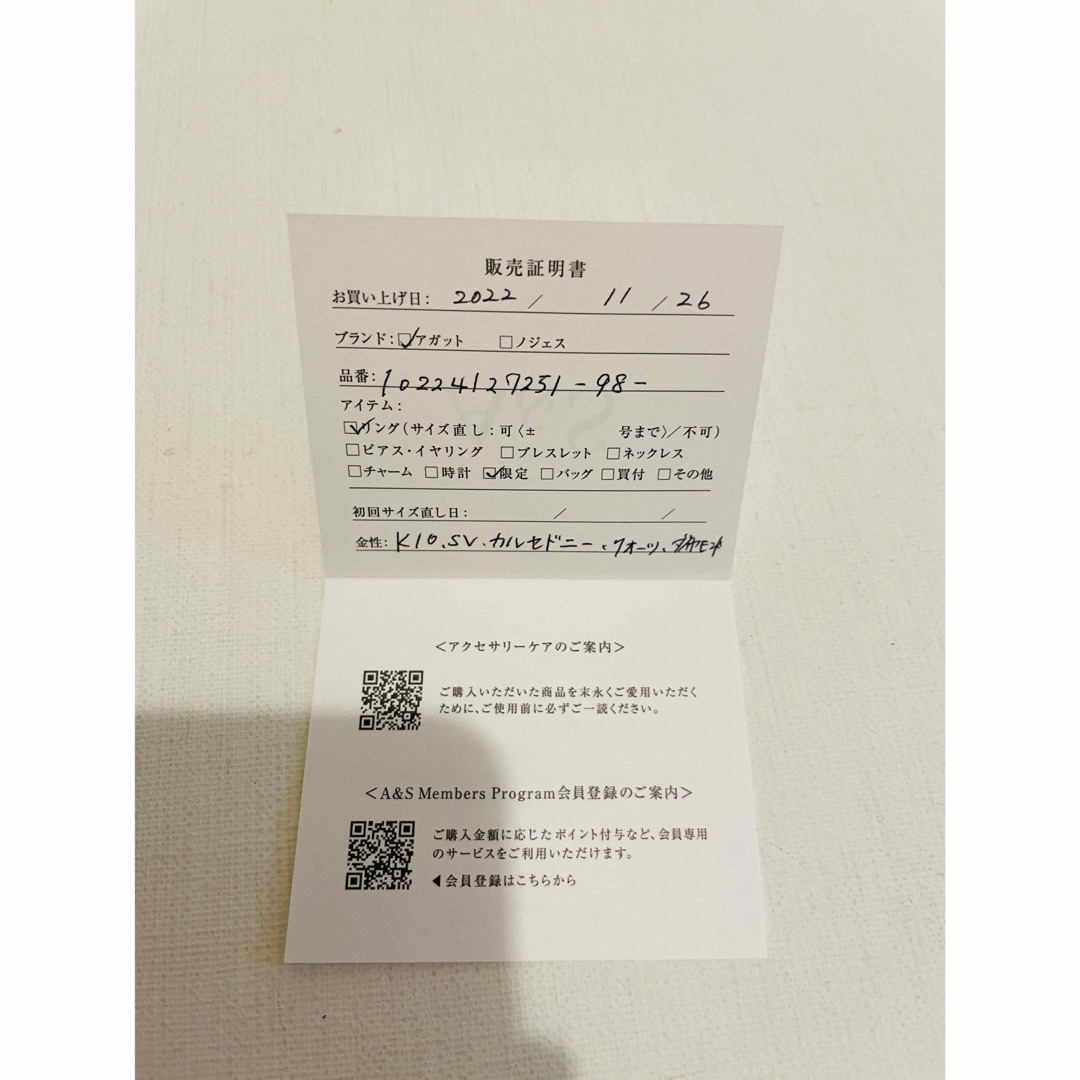 販売証明書
お買い上げ日: 2022 / 11 / 26
ブランド: ☑アガット □ノジェス
品番: 10224127251-98-
アイテム:
☑リング(サイズ直し:可〈± 号まで〉/不可)
□ピアス・イヤリング □ブレスレット □ネックレス
□チャーム □時計 ☑限定 □バッグ □買付 □その他
初回サイズ直し日: / /
金性: K10、SV、カルセドニー、クォーツ、
<アクセサリーケアのご案内>
ご購入いただいた商品を末永くご愛用いただく
ために、ご使用前に必ずご一読ください。
<A&S Members Program会員登録のご案内>
ご購入金額に応じたポイント付与など、会員専用
のサービスをご利用いただけます。
◀会員登録はこちらから